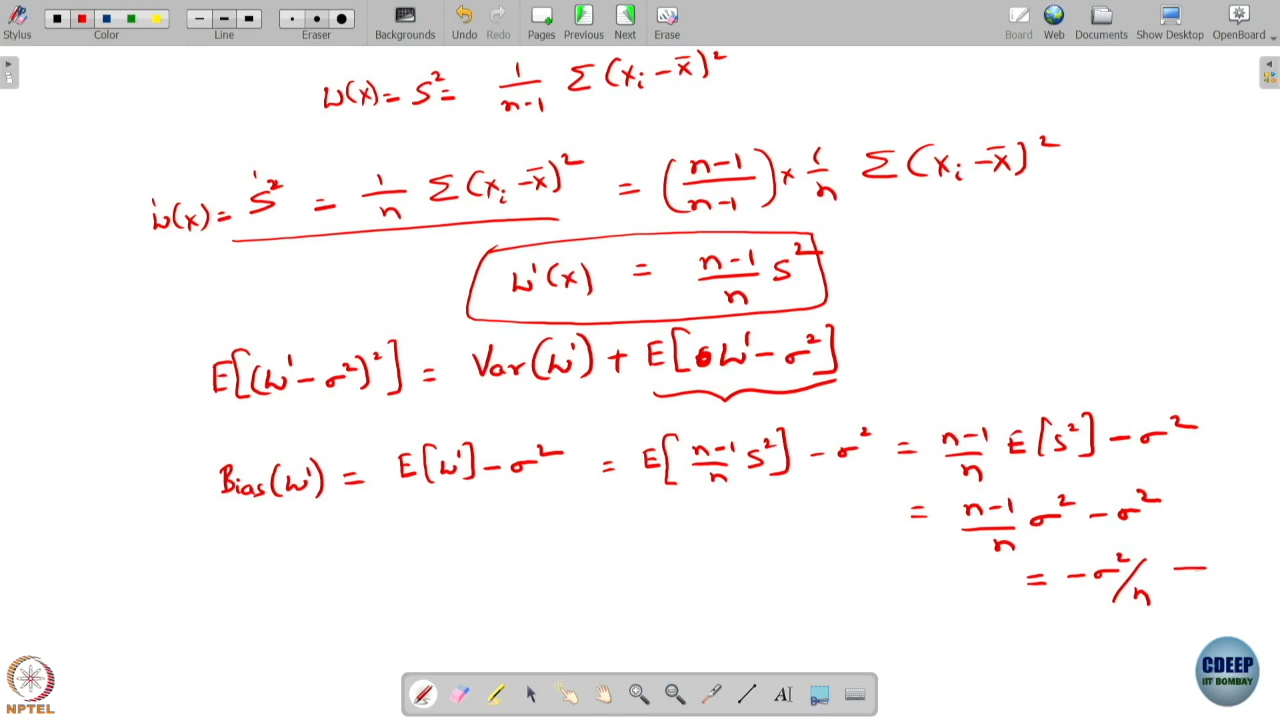 Stylus Color Line Eraser Backgrounds Undo Redo Pages Previous Next Erase Board Web Documents Show Desktop OpenBoard
W(x) = S² = 1/(n-1) Σ(xᵢ - x̄)²
W'(x) = S'² = 1/n Σ(xᵢ - x̄)² = ((n-1)/(n-1)) × 1/n Σ(xᵢ - x̄)²
W'(x) = (n-1)/n S²
E[(W' - σ²)²] = Var(W') + E[W' - σ²]
Bias(W') = E[W'] - σ² = E[(n-1)/n S²] - σ² = (n-1)/n E[S²] - σ²
= (n-1)/n σ² - σ²
= -σ²/n —
NPTEL
CDEEP
IIT BOMBAY